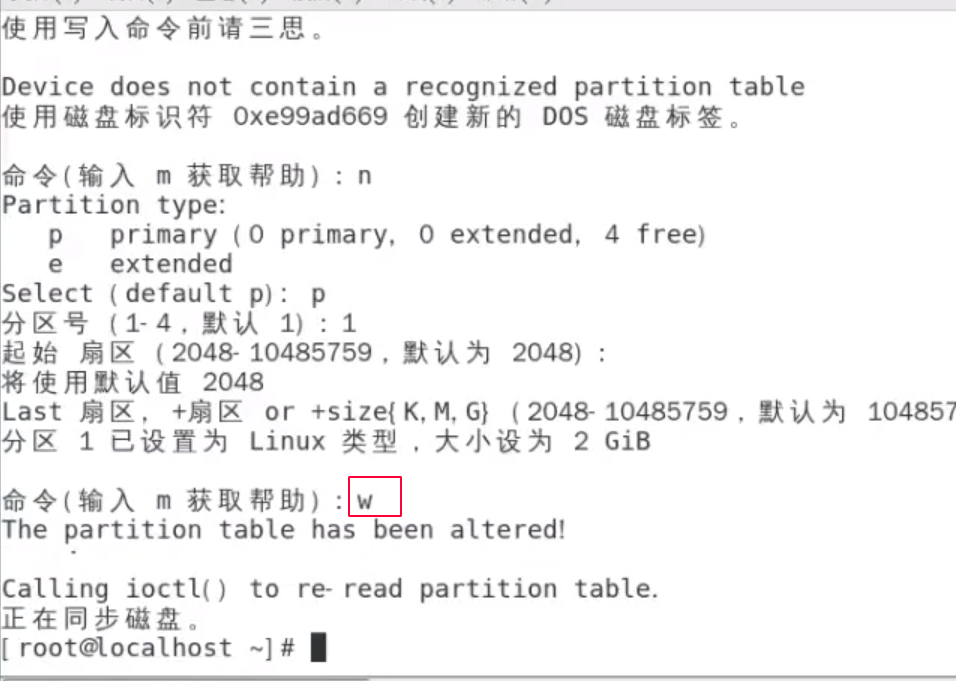 使用写入命令前请三思。
Device does not contain a recognized partition table
使用磁盘标识符 0xe99ad669 创建新的 DOS 磁盘标签。
命令(输入 m 获取帮助)：n
Partition type:
p primary (0 primary, 0 extended, 4 free)
e extended
Select (default p): p
分区号 (1-4，默认 1)：1
起始 扇区 (2048-10485759，默认为 2048)：
将使用默认值 2048
Last 扇区, +扇区 or +size{K,M,G} (2048-10485759，默认为 104857
分区 1 已设置为 Linux 类型，大小设为 2 GiB
命令(输入 m 获取帮助)：w
The partition table has been altered!
Calling ioctl() to re-read partition table.
正在同步磁盘。
[root@localhost ~]#